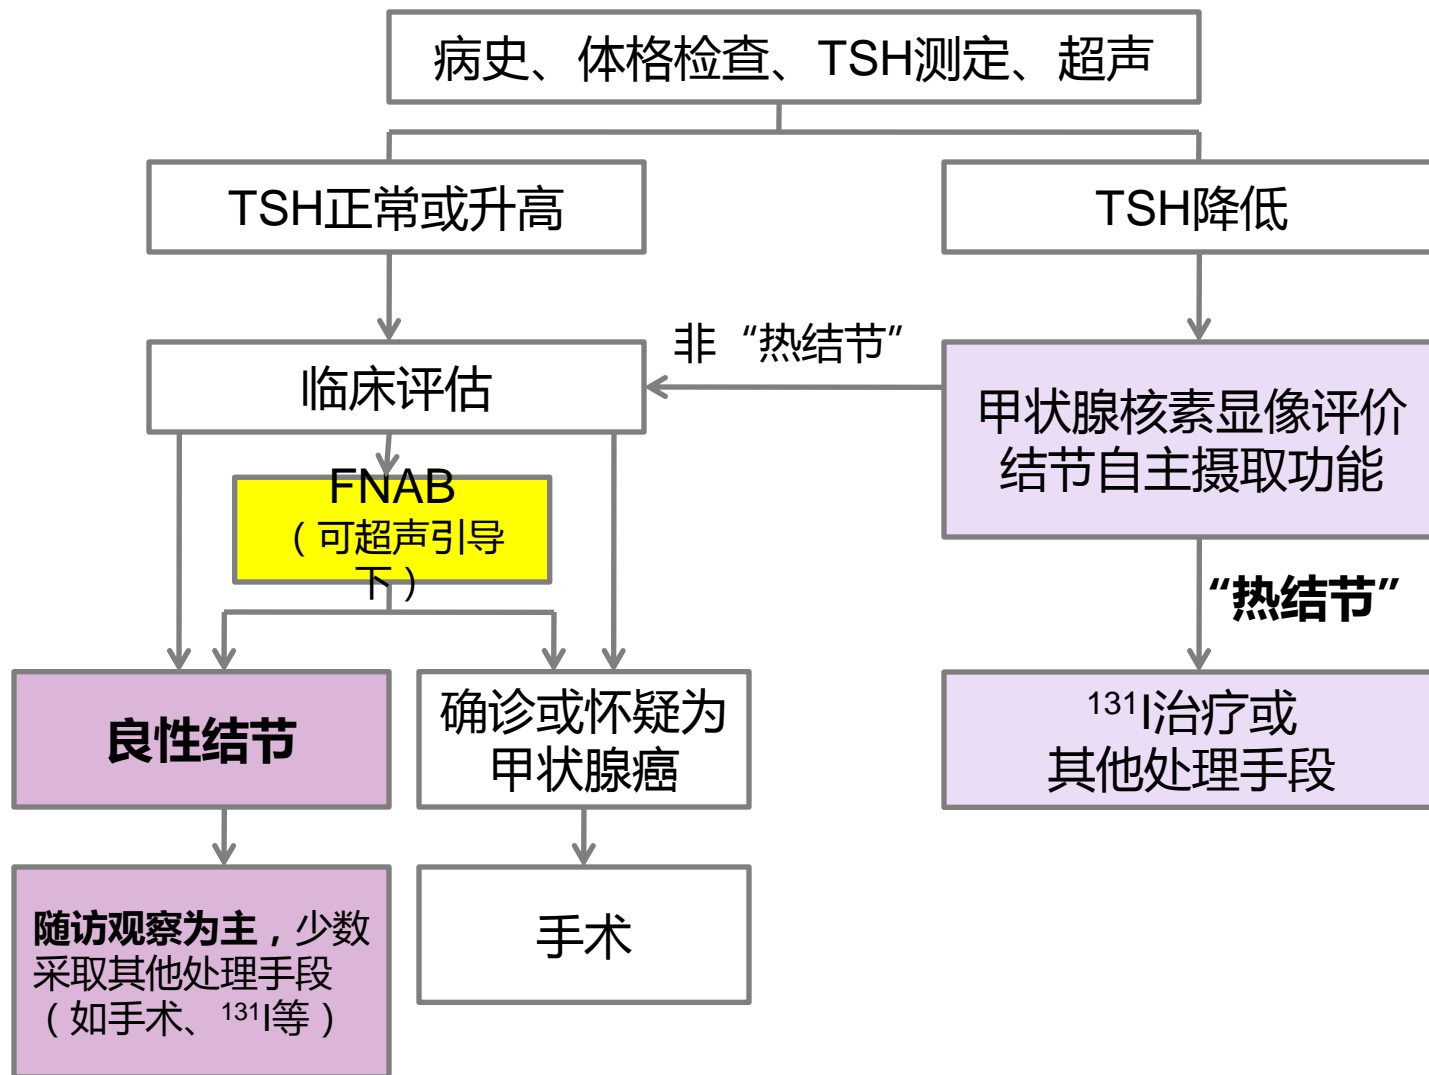 病史、体格检查、TSH测定、超声
TSH正常或升高
TSH降低
非“热结节”
临床评估
甲状腺核素显像评价
结节自主摄取功能
FNAB
（可超声引导
下）
“热结节”
良性结节
确诊或怀疑为
甲状腺癌
131I治疗或
其他处理手段
随访观察为主，少数
采取其他处理手段
（如手术、131I等）
手术